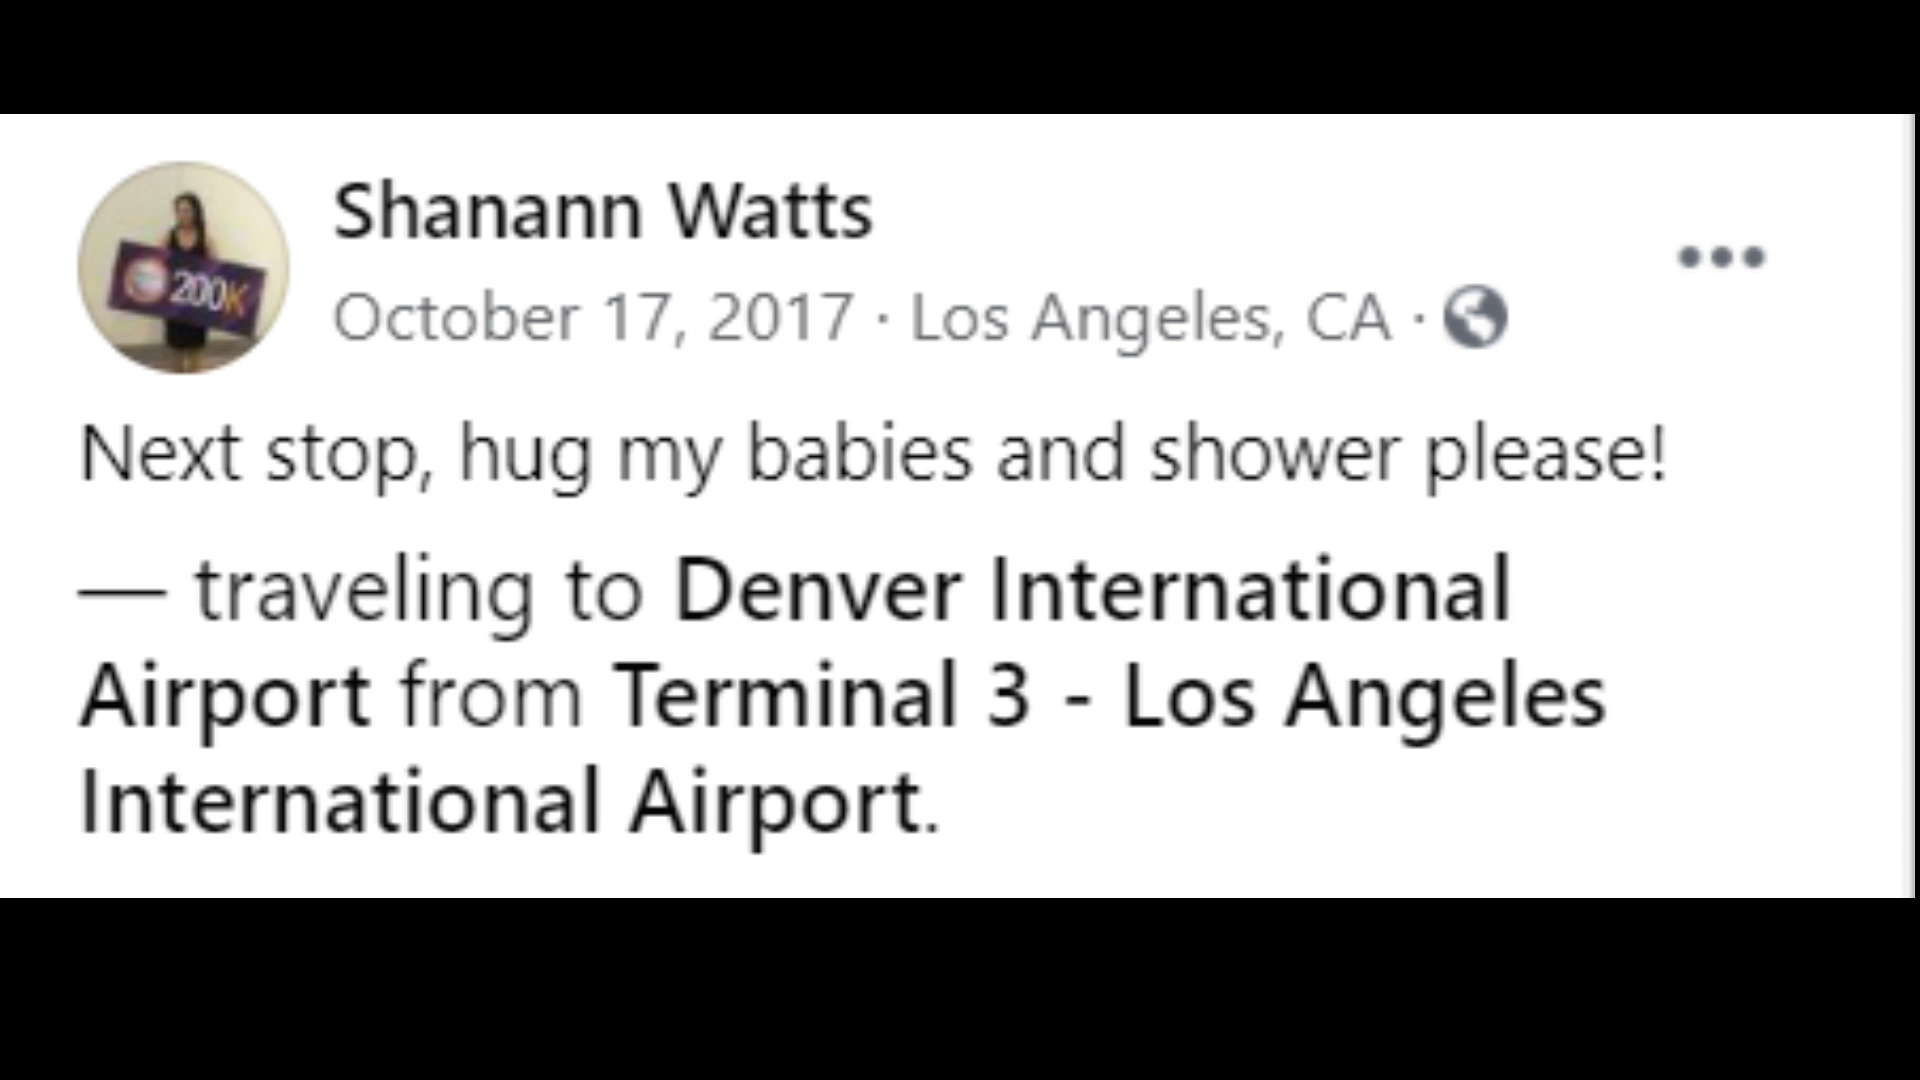 Shanann Watts
October 17, 2017 · Los Angeles, CA ·
200K
Next stop, hug my babies and shower please!
— traveling to Denver International
Airport from Terminal 3 - Los Angeles
International Airport.